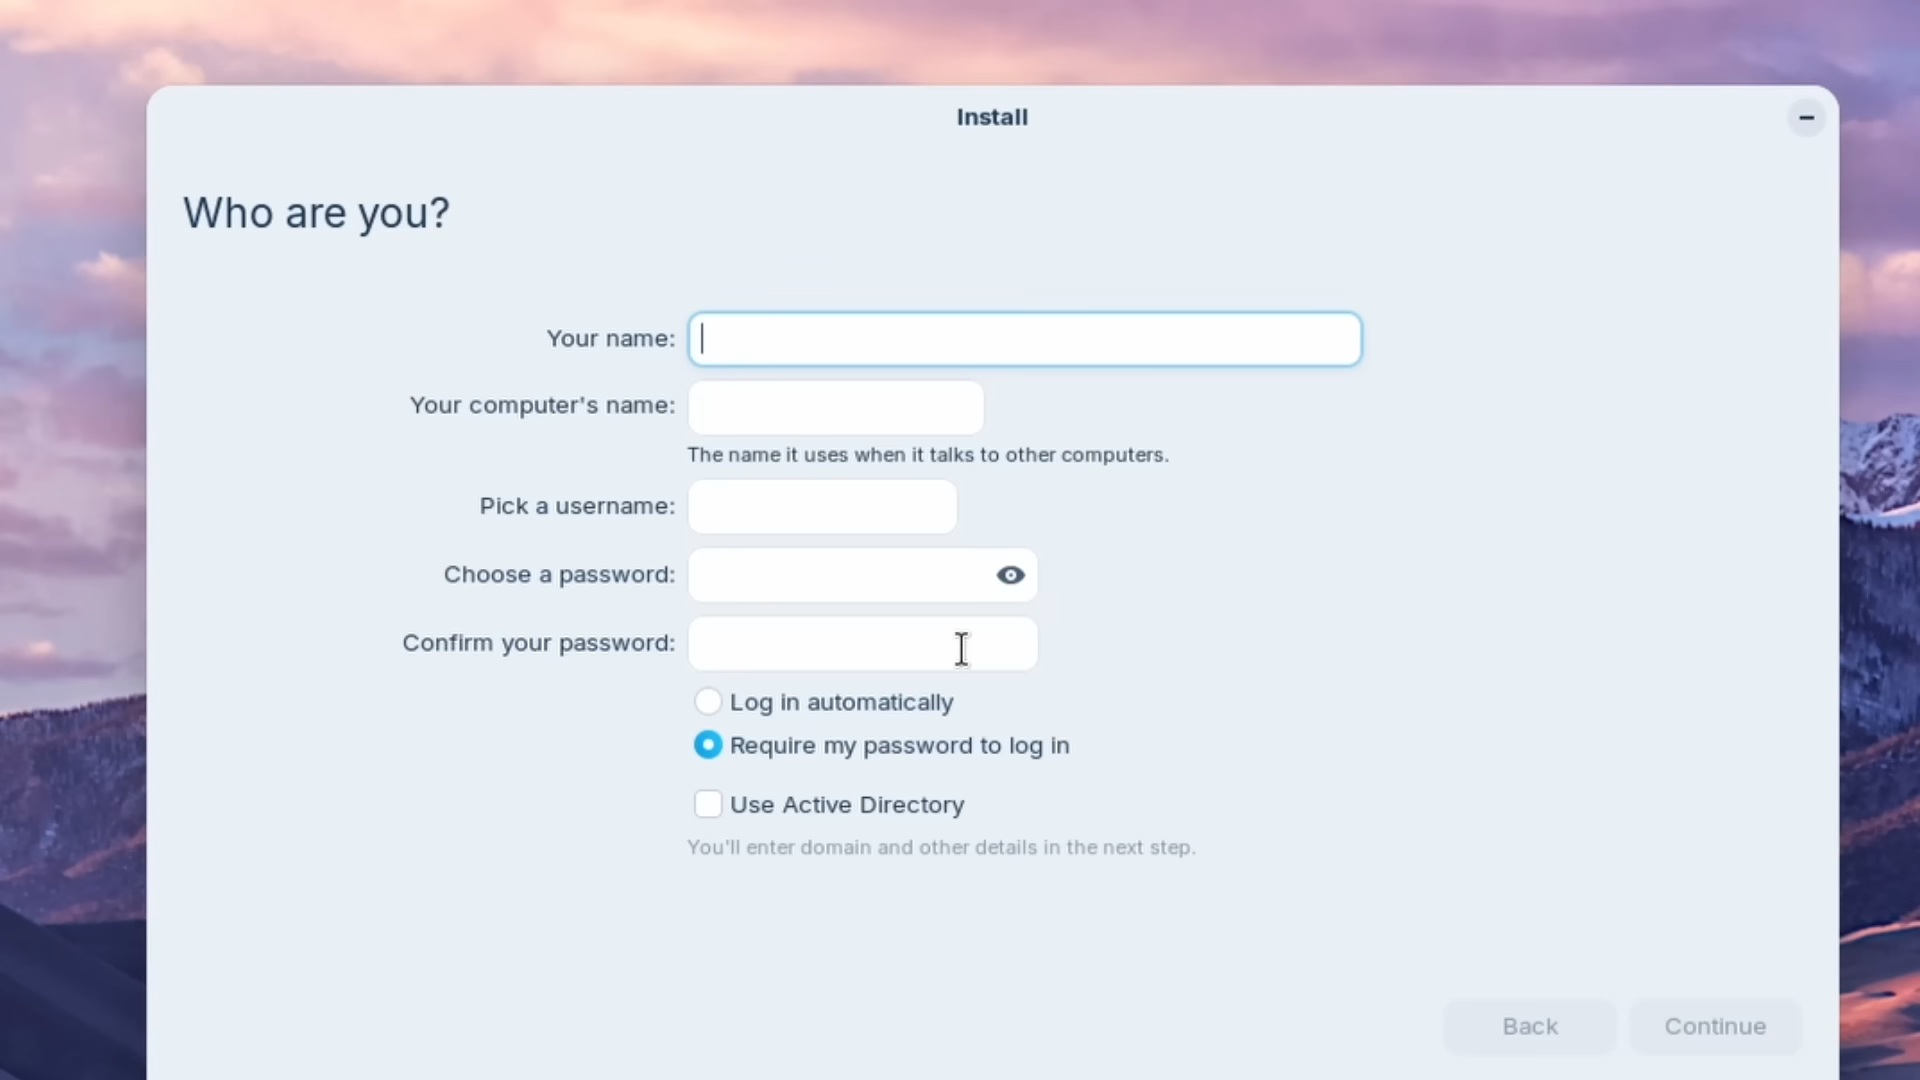 Install
Who are you?
Your name:
Your computer's name:
The name it uses when it talks to other computers.
Pick a username:
Choose a password:
Confirm your password:
Log in automatically
Require my password to log in
Use Active Directory
You'll enter domain and other details in the next step.
Back
Continue